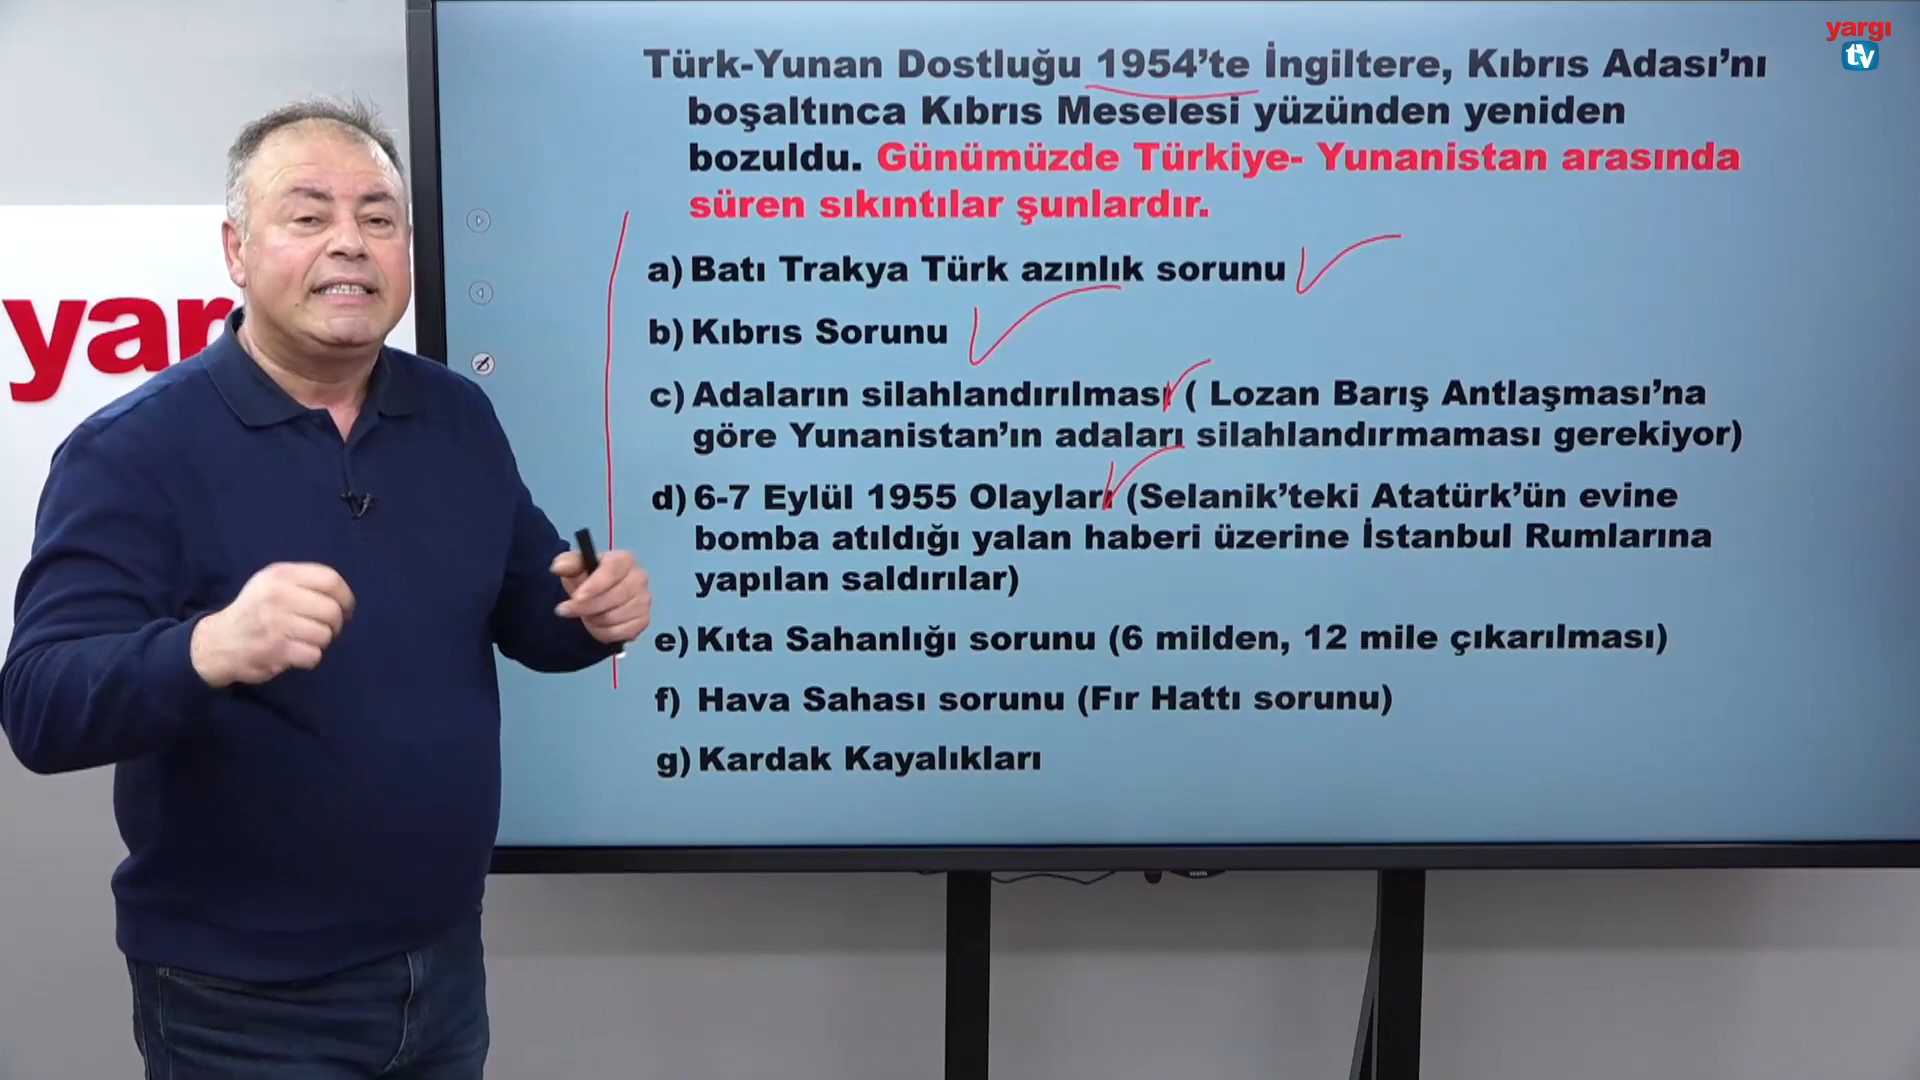 yargı
tv
Türk-Yunan Dostluğu 1954’te İngiltere, Kıbrıs Adası’nı
boşaltınca Kıbrıs Meselesi yüzünden yeniden
bozuldu. Günümüzde Türkiye- Yunanistan arasında
süren sıkıntılar şunlardır.
a) Batı Trakya Türk azınlık sorunu
b) Kıbrıs Sorunu
c) Adaların silahlandırılması ( Lozan Barış Antlaşması’na
göre Yunanistan’ın adaları silahlandırmaması gerekiyor)
d) 6-7 Eylül 1955 Olayları (Selanik’teki Atatürk’ün evine
bomba atıldığı yalan haberi üzerine İstanbul Rumlarına
yapılan saldırılar)
e) Kıta Sahanlığı sorunu (6 milden, 12 mile çıkarılması)
f) Hava Sahası sorunu (Fır Hattı sorunu)
g) Kardak Kayalıkları
yar